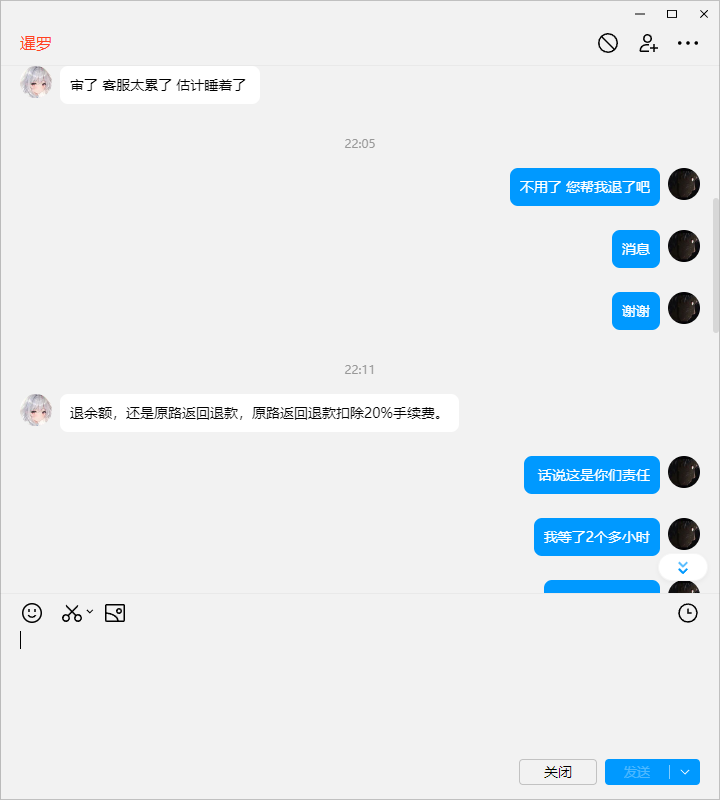 暹罗
审了 客服太累了 估计睡着了
22:05
不用了 您帮我退了吧
消息
谢谢
22:11
退余额，还是原路返回退款，原路返回退款扣除20%手续费。
话说这是你们责任
我等了2个多小时
关闭
发送